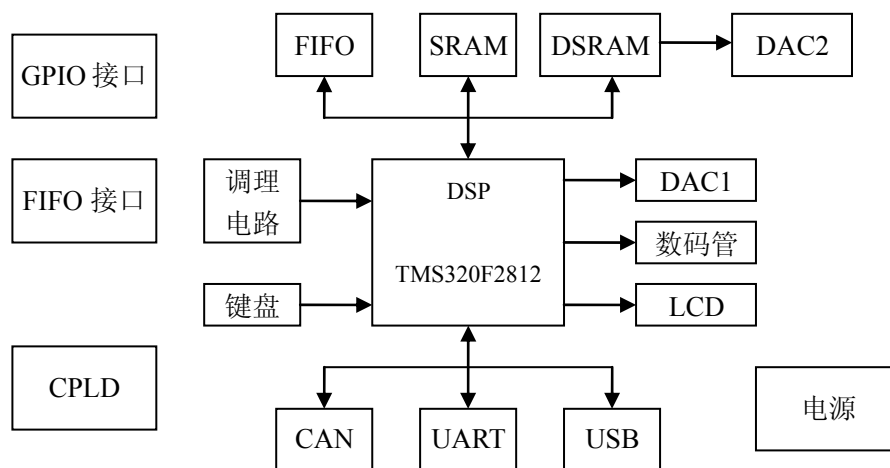 FIFO
SRAM
DSRAM
DAC2
GPIO 接口
FIFO 接口
调理
电路
DSP
TMS320F2812
DAC1
数码管
键盘
LCD
CPLD
电源
CAN
UART
USB